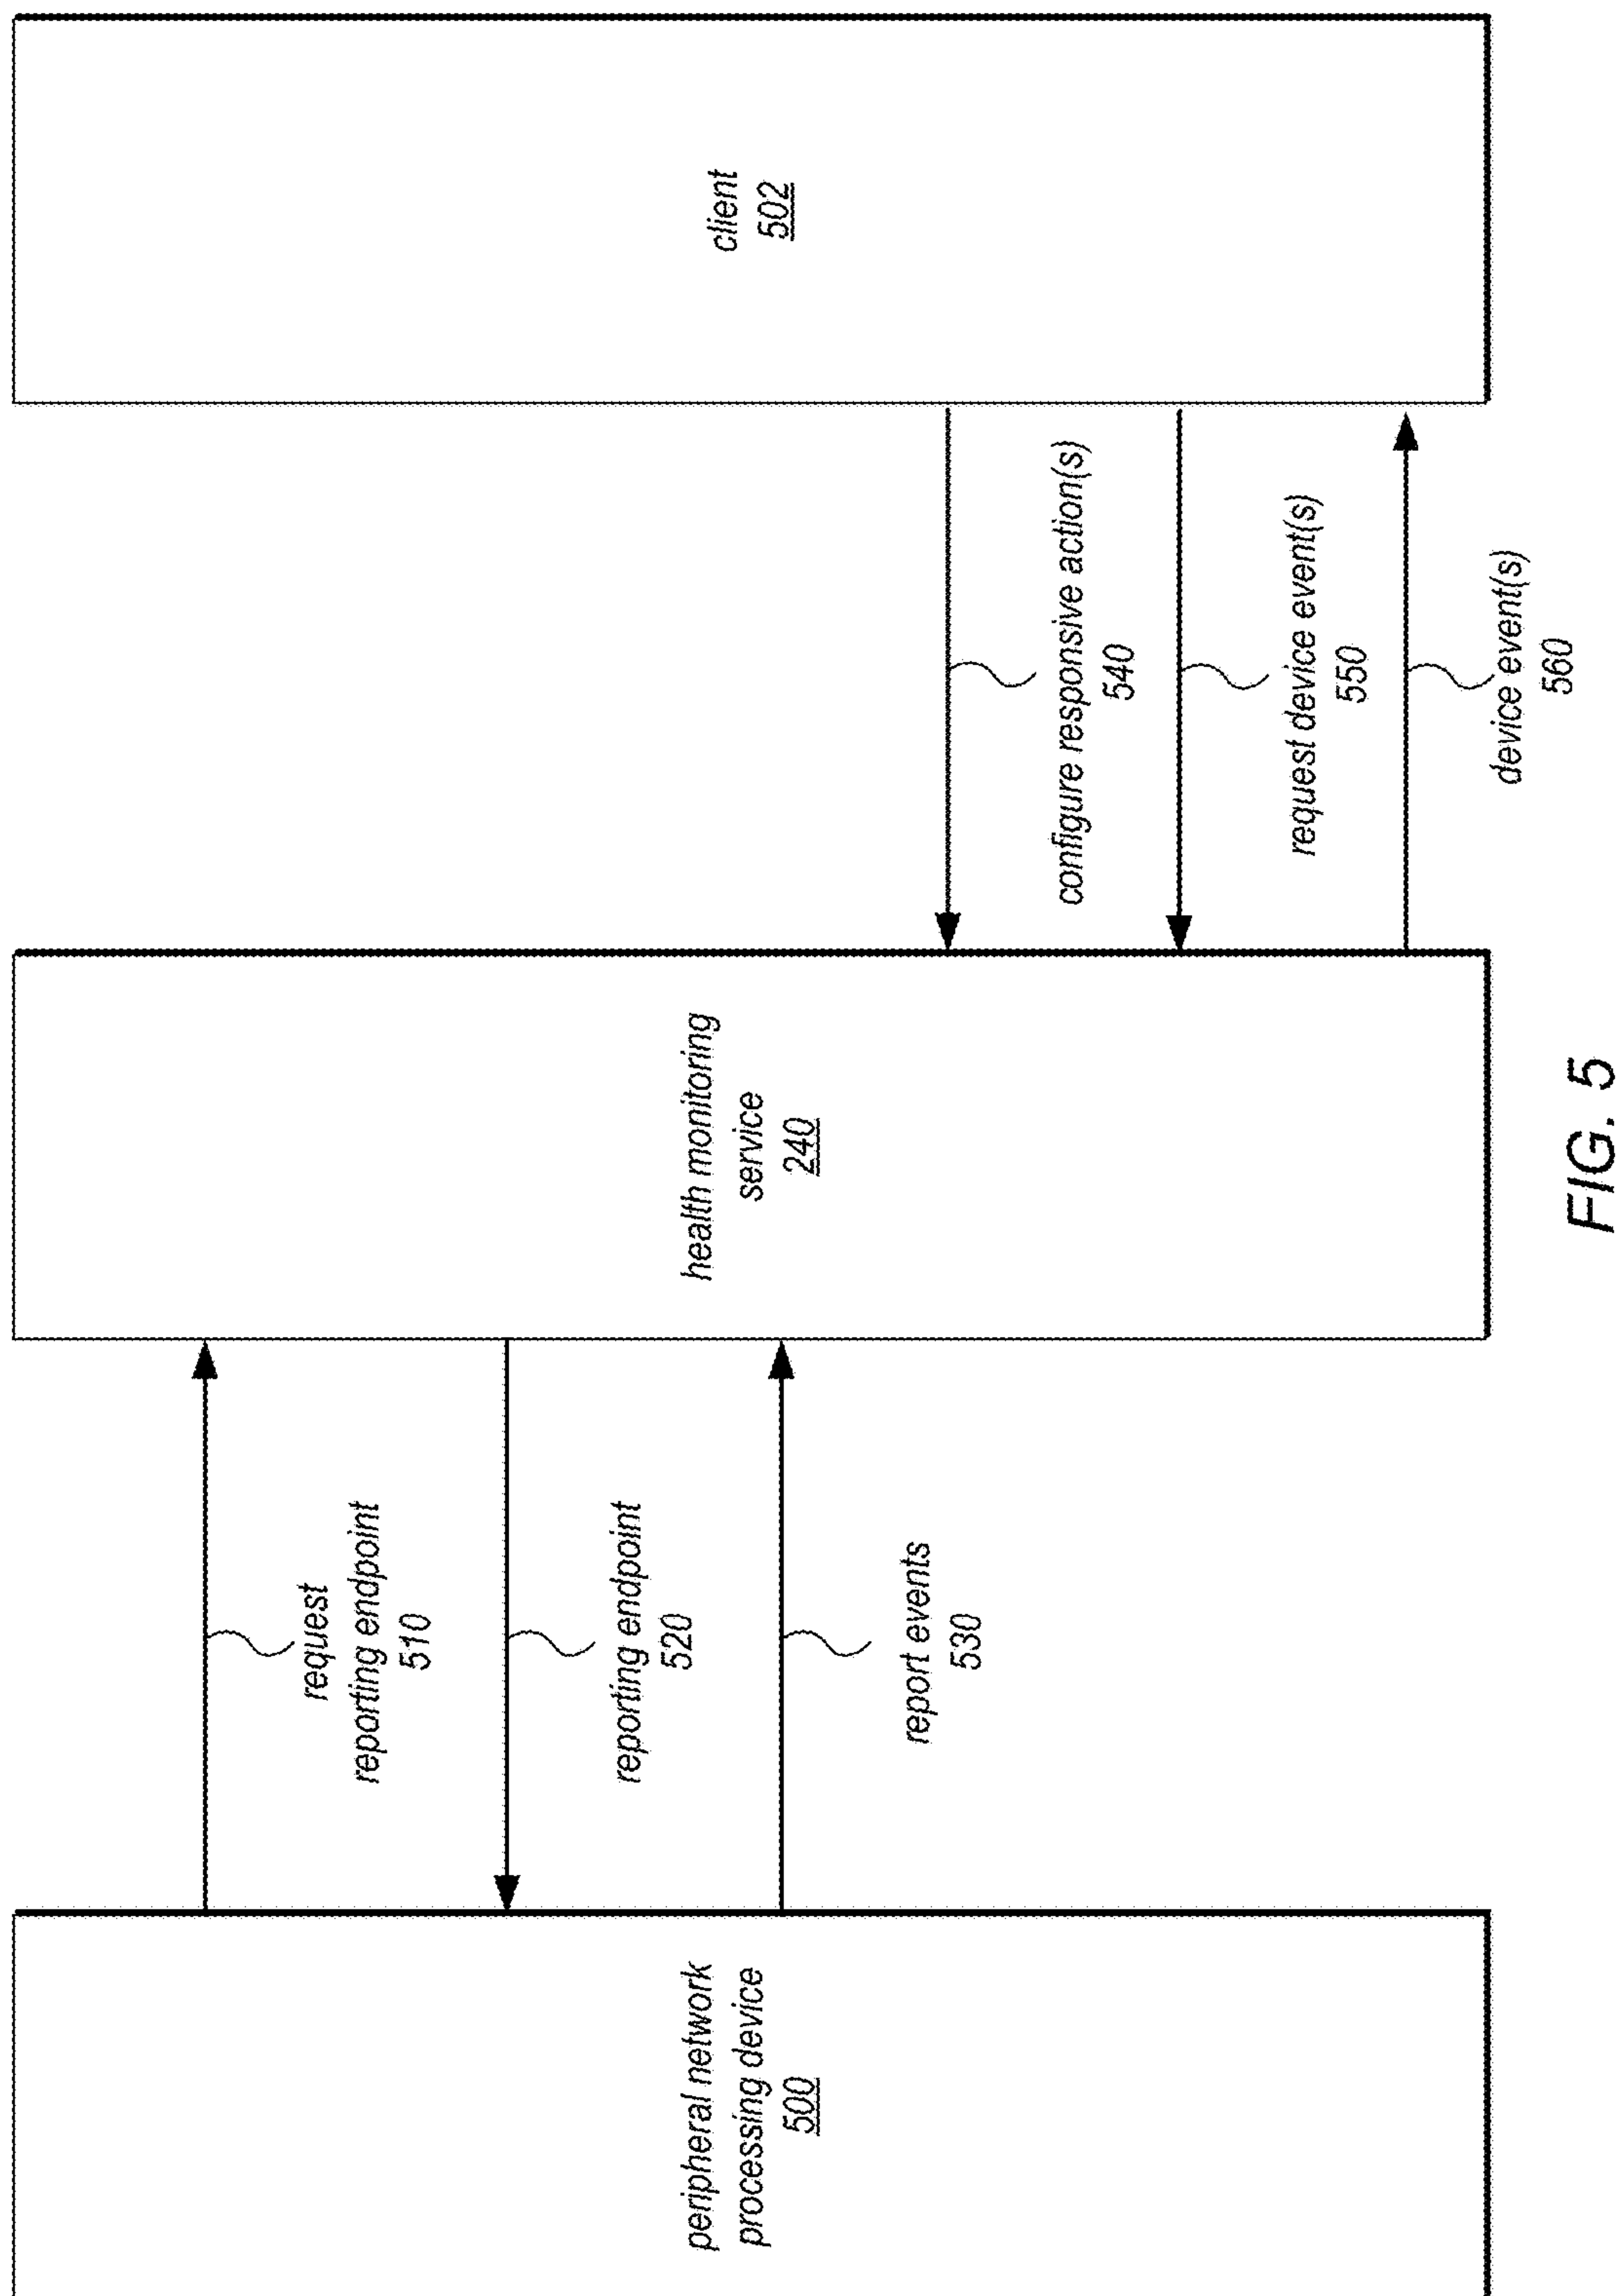 peripheral network
processing device
500
request
reporting endpoint
510
reporting endpoint
520
report events
530
health monitoring
service
240
configure responsive action(s)
540
request device event(s)
550
device event(s)
560
client
502
FIG. 5